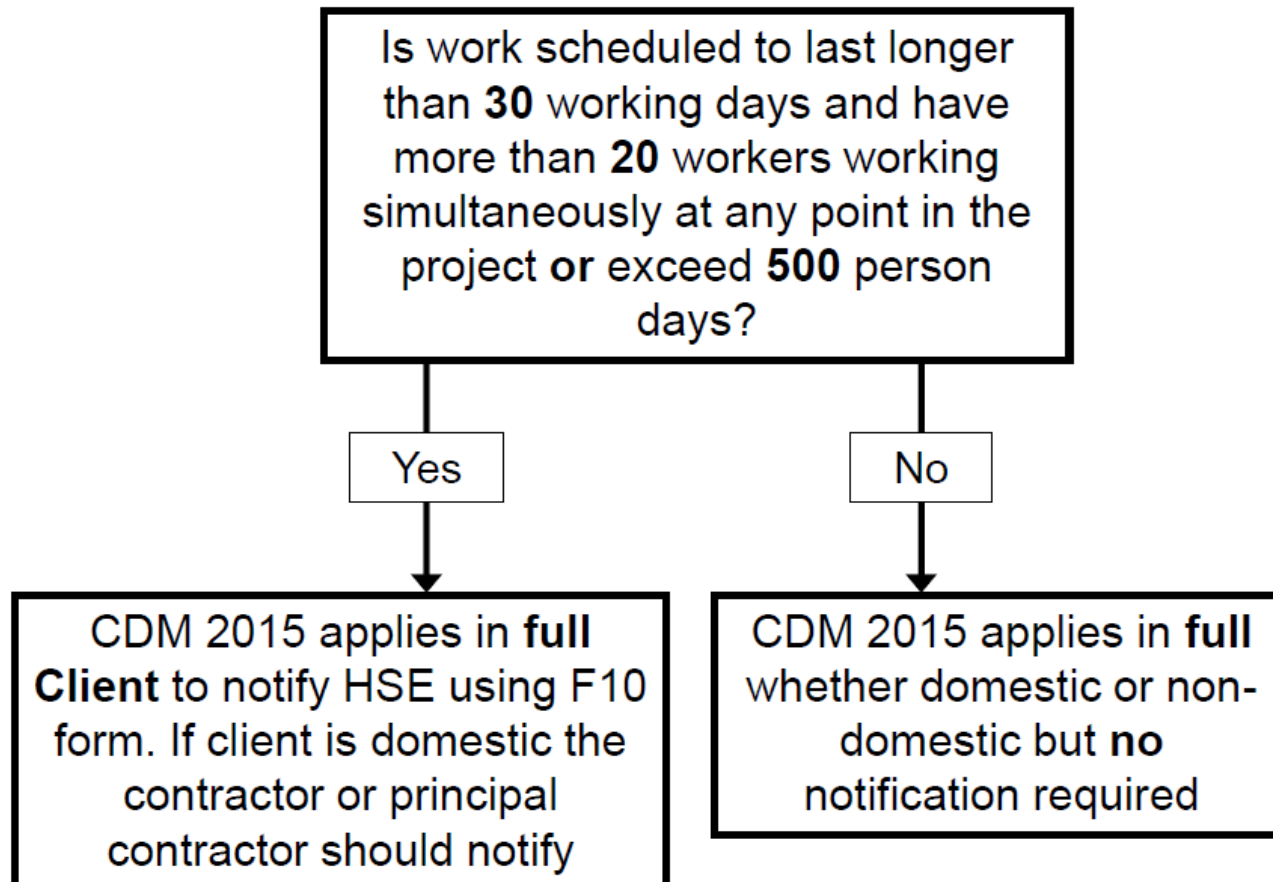 Is work scheduled to last longer
than 30 working days and have
more than 20 workers working
simultaneously at any point in the
project or exceed 500 person
days?
Yes
No
CDM 2015 applies in full
Client to notify HSE using F10
form. If client is domestic the
contractor or principal
contractor should notify
CDM 2015 applies in full
whether domestic or non-
domestic but no
notification required